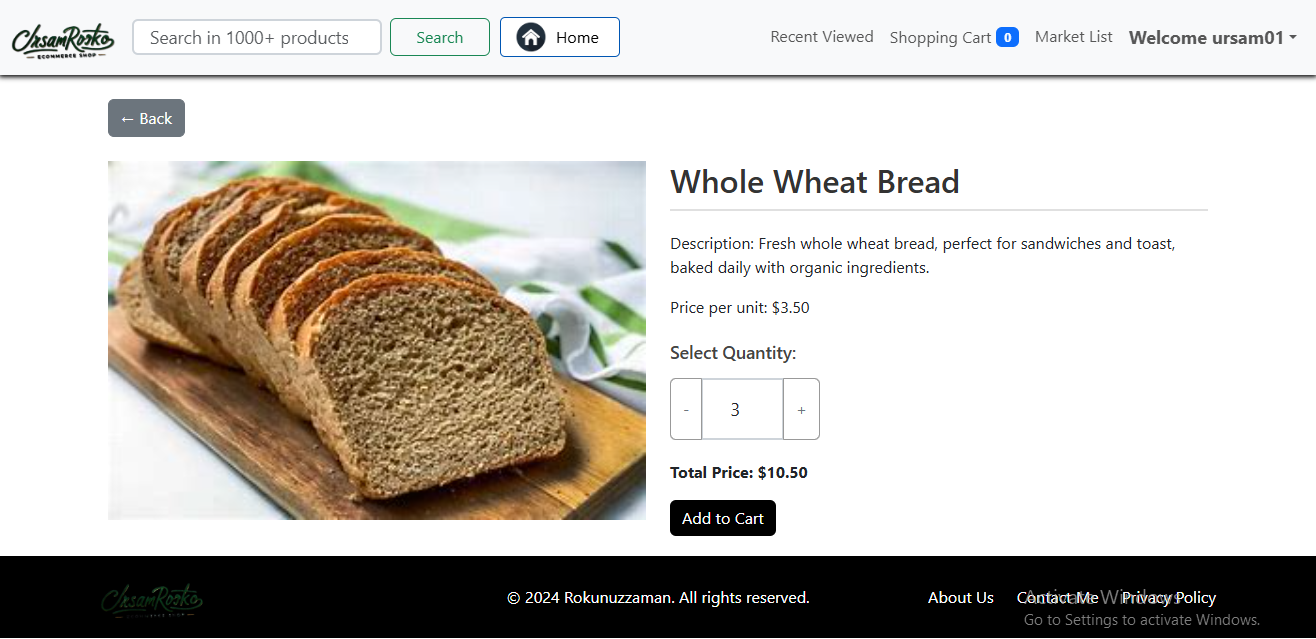 ChsamRosko
ECOMMERCE SHOP
Search in 1000+ products
Search
Home
Recent Viewed
Shopping Cart 0
Market List
Welcome ursam01
← Back
Whole Wheat Bread
Description: Fresh whole wheat bread, perfect for sandwiches and toast,
baked daily with organic ingredients.
Price per unit: $3.50
Select Quantity:
- 3 +
Total Price: $10.50
Add to Cart
ChsamRosko
© 2024 Rokunuzzaman. All rights reserved.
About Us
Contact Me
Privacy Policy
Activate Windows
Go to Settings to activate Windows.